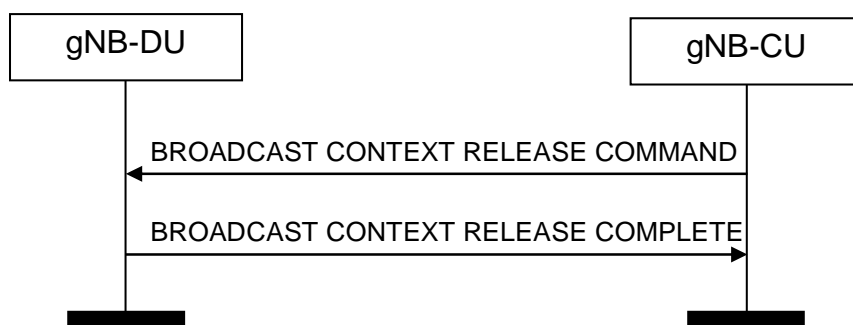 gNB-DU
gNB-CU
BROADCAST CONTEXT RELEASE COMMAND
BROADCAST CONTEXT RELEASE COMPLETE